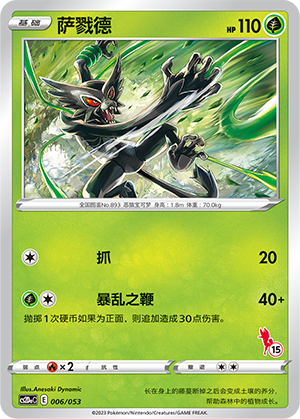 基础 萨戮德 HP 110
全国图鉴No.893 恶猿宝可梦 身高：1.8m 体重：70.0kg
抓 20
暴乱之鞭 40+
抛掷1次硬币如果为正面，则追加造成30点伤害。
弱点 ×2 抵抗力 撤退
15
Illus.Anesaki Dynamic
E 006/053
长在身上的藤蔓断掉之后会变成土壤的养分，
帮助森林中的植物成长。
©2023 Pokémon/Nintendo/Creatures/GAME FREAK.